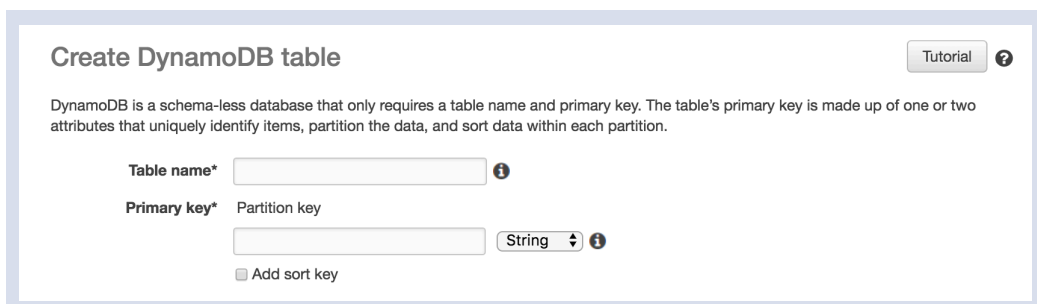 Create DynamoDB table
Tutorial
DynamoDB is a schema-less database that only requires a table name and primary key. The table's primary key is made up of one or two
attributes that uniquely identify items, partition the data, and sort data within each partition.
Table name*
Primary key* Partition key
String
Add sort key